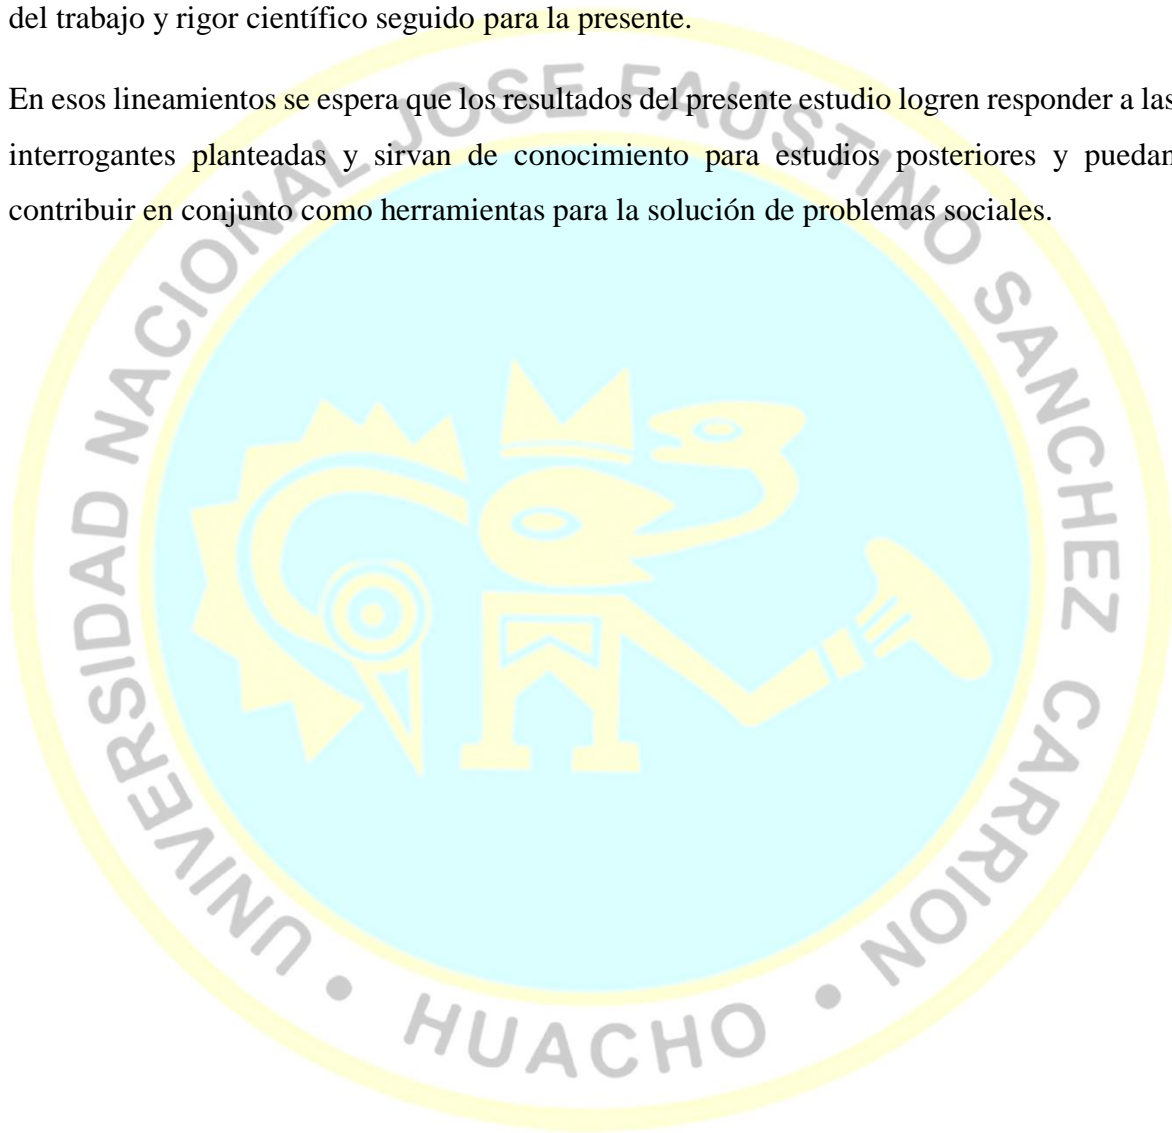 del trabajo y rigor científico seguido para la presente.
En esos lineamientos se espera que los resultados del presente estudio logren responder a las
interrogantes planteadas y sirvan de conocimiento para estudios posteriores y puedan
contribuir en conjunto como herramientas para la solución de problemas sociales.
UNIVERSIDAD NACIONAL JOSE FAUSTINO SANCHEZ CARRION
• HUACHO •